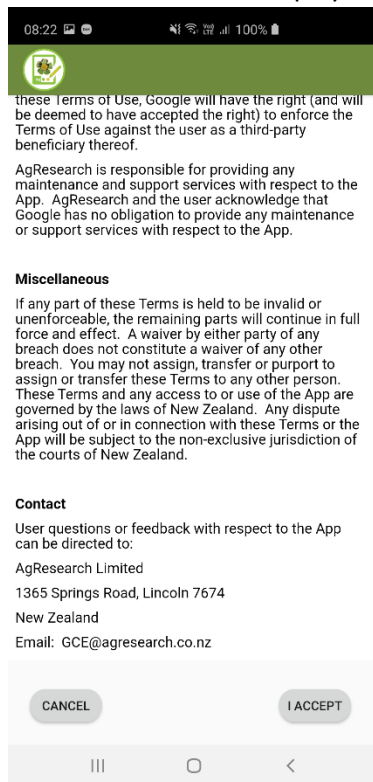 08:22 100%
these Terms of Use, Google will have the right (and will
be deemed to have accepted the right) to enforce the
Terms of Use against the user as a third-party
beneficiary thereof.
AgResearch is responsible for providing any
maintenance and support services with respect to the
App.  AgResearch and the user acknowledge that
Google has no obligation to provide any maintenance
or support services with respect to the App.
Miscellaneous
If any part of these Terms is held to be invalid or
unenforceable, the remaining parts will continue in full
force and effect.  A waiver by either party of any
breach does not constitute a waiver of any other
breach.  You may not assign, transfer or purport to
assign or transfer these Terms to any other person.
These Terms and any access to or use of the App are
governed by the laws of New Zealand.  Any dispute
arising out of or in connection with these Terms or the
App will be subject to the non-exclusive jurisdiction of
the courts of New Zealand.
Contact
User questions or feedback with respect to the App
can be directed to:
AgResearch Limited
1365 Springs Road, Lincoln 7674
New Zealand
Email:  GCE@agresearch.co.nz
CANCEL
I ACCEPT